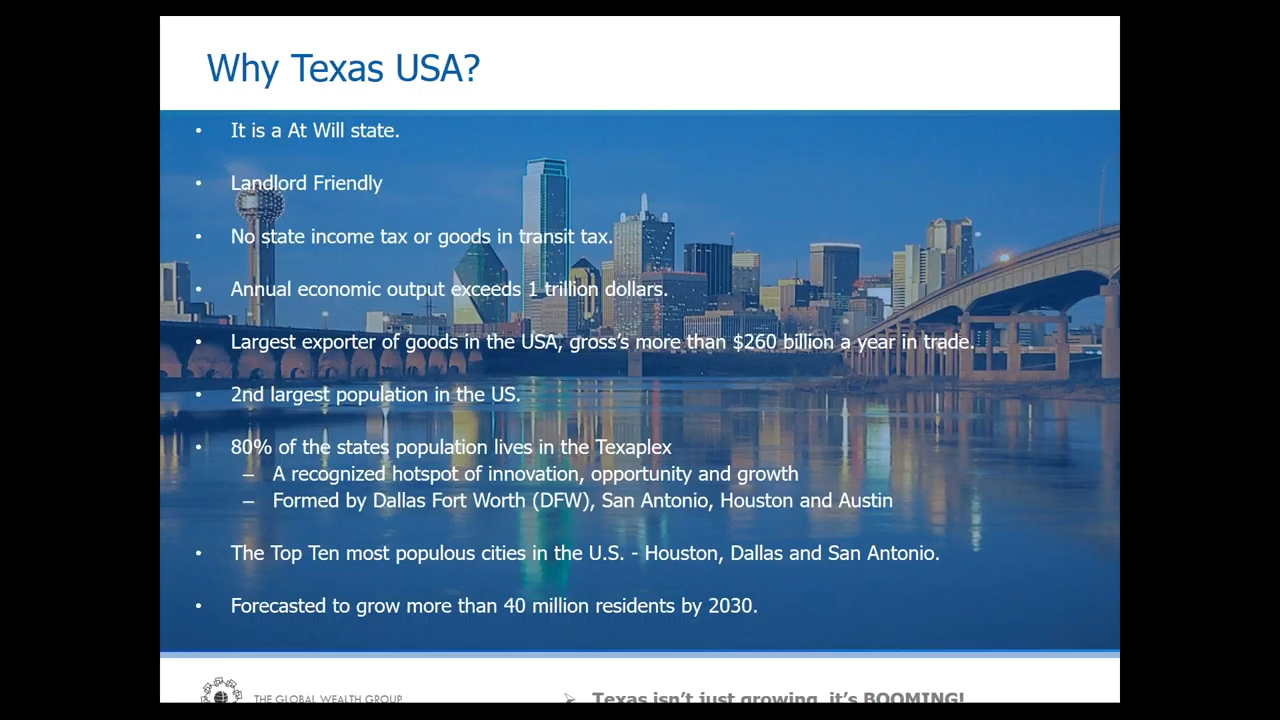 Why Texas USA?
• It is a At Will state.
• Landlord Friendly
• No state income tax or goods in transit tax.
• Annual economic output exceeds 1 trillion dollars.
• Largest exporter of goods in the USA, gross's more than $260 billion a year in trade.
• 2nd largest population in the US.
• 80% of the states population lives in the Texaplex
– A recognized hotspot of innovation, opportunity and growth
– Formed by Dallas Fort Worth (DFW), San Antonio, Houston and Austin
• The Top Ten most populous cities in the U.S. - Houston, Dallas and San Antonio.
• Forecasted to grow more than 40 million residents by 2030.
THE GLOBAL WEALTH GROUP
➢ Texas isn't just growing, it's BOOMING!